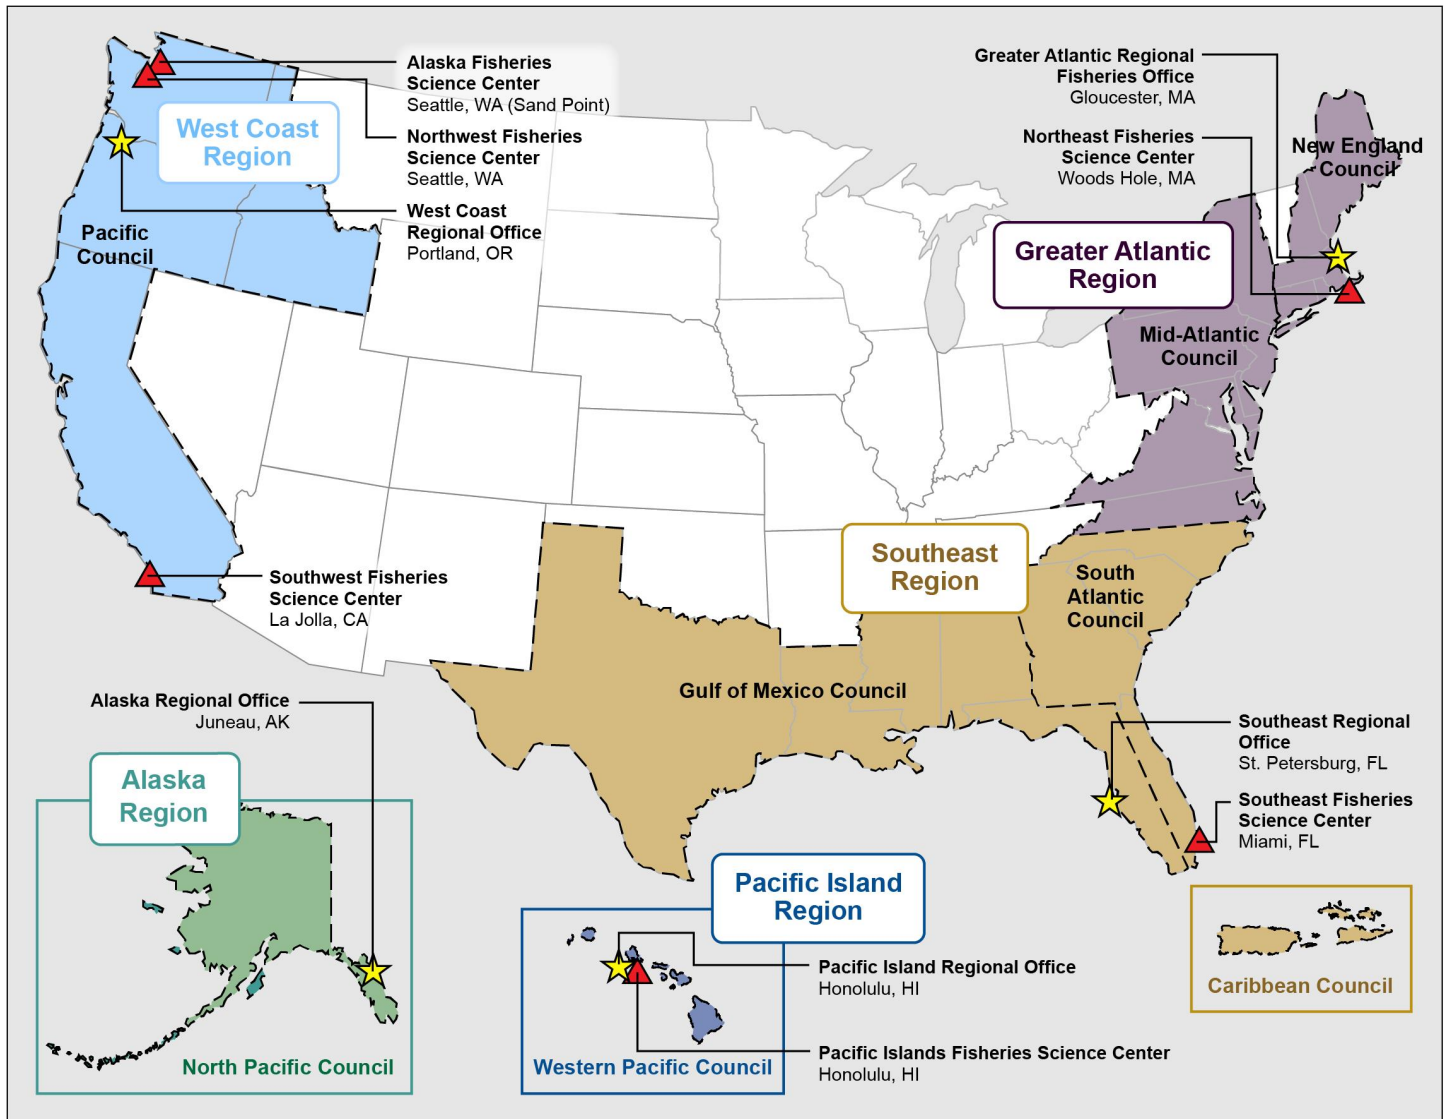 Alaska Fisheries
Science Center
Seattle, WA (Sand Point)
Northwest Fisheries
Science Center
Seattle, WA
West Coast
Regional Office
Portland, OR
West Coast
Region
Pacific
Council
Southwest Fisheries
Science Center
La Jolla, CA
Greater Atlantic Regional
Fisheries Office
Gloucester, MA
Northeast Fisheries
Science Center
Woods Hole, MA
New England
Council
Greater Atlantic
Region
Mid-Atlantic
Council
Southeast
Region
South
Atlantic
Council
Gulf of Mexico Council
Southeast Regional
Office
St. Petersburg, FL
Southeast Fisheries
Science Center
Miami, FL
Caribbean Council
Alaska Regional Office
Juneau, AK
Alaska
Region
North Pacific Council
Pacific Island
Region
Pacific Island Regional Office
Honolulu, HI
Pacific Islands Fisheries Science Center
Honolulu, HI
Western Pacific Council